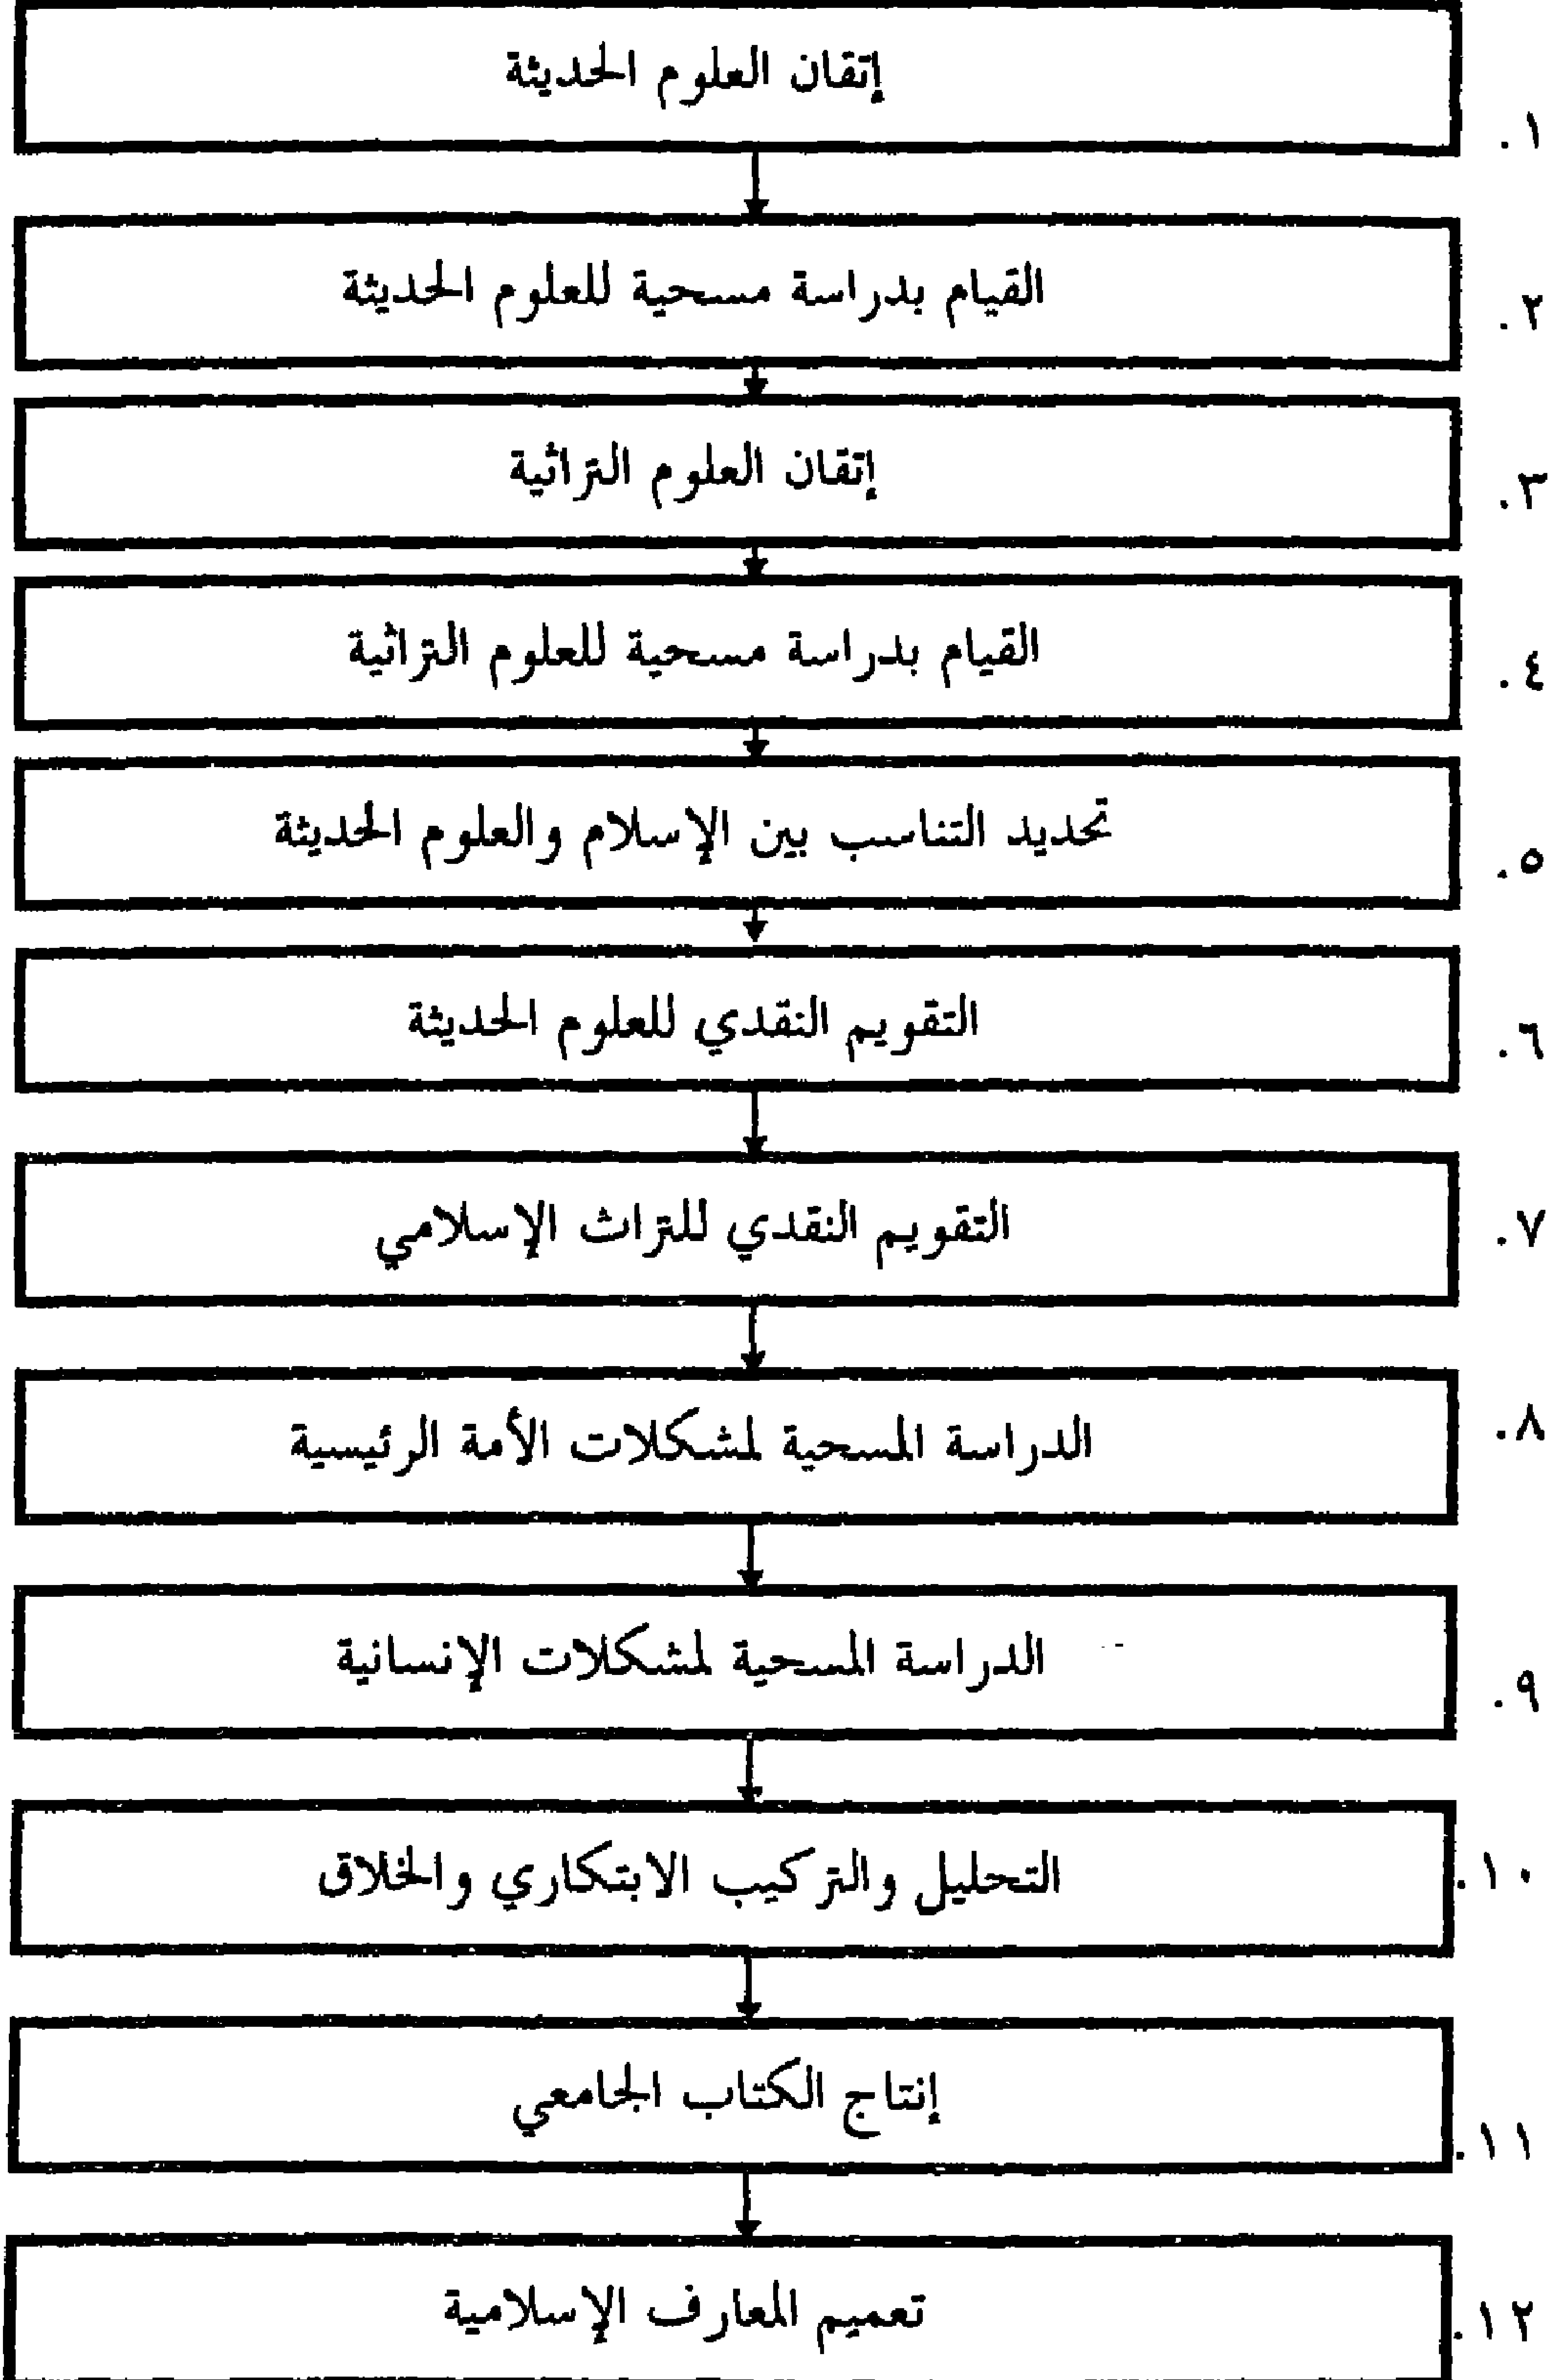 ١. إتقان العلوم الحديثة
٢. القيام بدراسة مسحية للعلوم الحديثة
٣. إتقان العلوم التراثية
٤. القيام بدراسة مسحية للعلوم التراثية
٥. تحديد التناسب بين الإسلام والعلوم الحديثة
٦. التقويم النقدي للعلوم الحديثة
٧. التقويم النقدي للتراث الإسلامي
٨. الدراسة المسحية لمشكلات الأمة الرئيسية
٩. الدراسة المسحية لمشكلات الإنسانية
١٠. التحليل والتركيب الابتكاري والخلاق
١١. إنتاج الكتاب الجامعي
١٢. تعميم المعارف الإسلامية